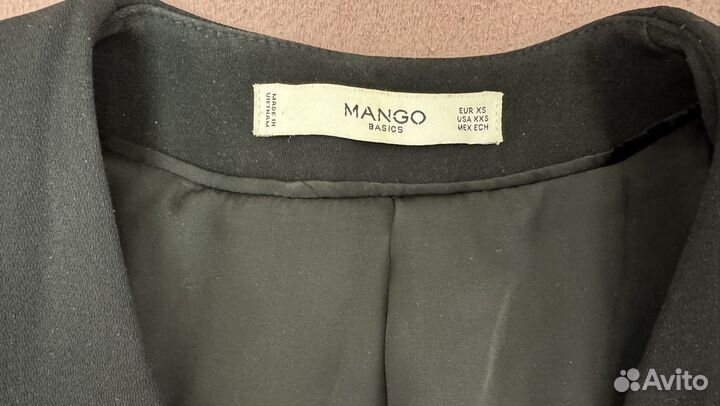 MADE IN
VIETNAM
MANGO
BASICS
EUR XS
USA XXS
MEX ECH
Avito